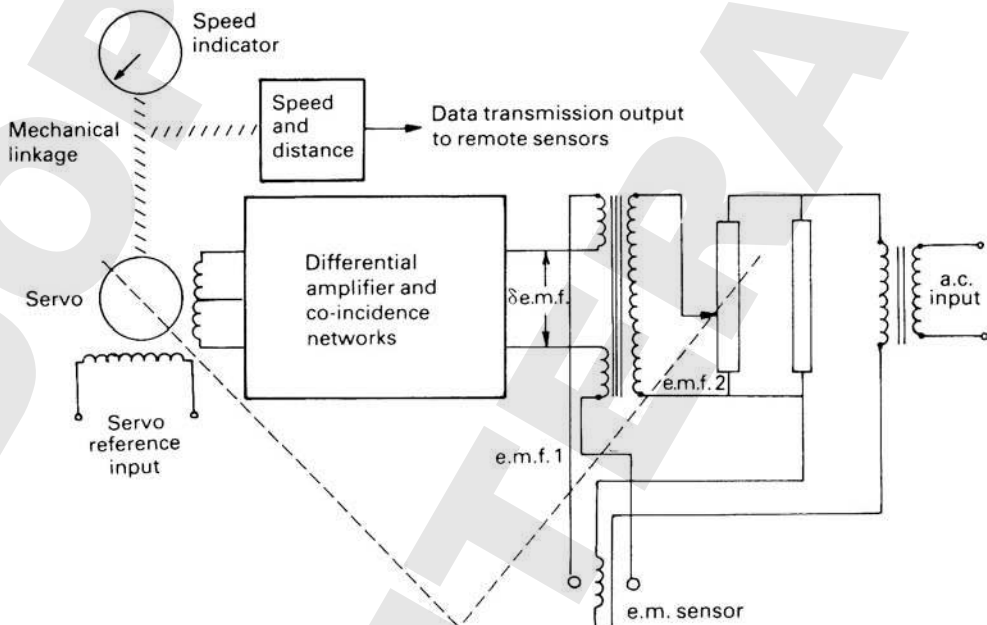 Speed
indicator
Mechanical
linkage
Speed
and
distance
Data transmission output
to remote sensors
Servo
Differential
amplifier and
co-incidence
networks
δe.m.f.
a.c.
input
e.m.f. 2
Servo
reference
input
e.m.f. 1
e.m. sensor